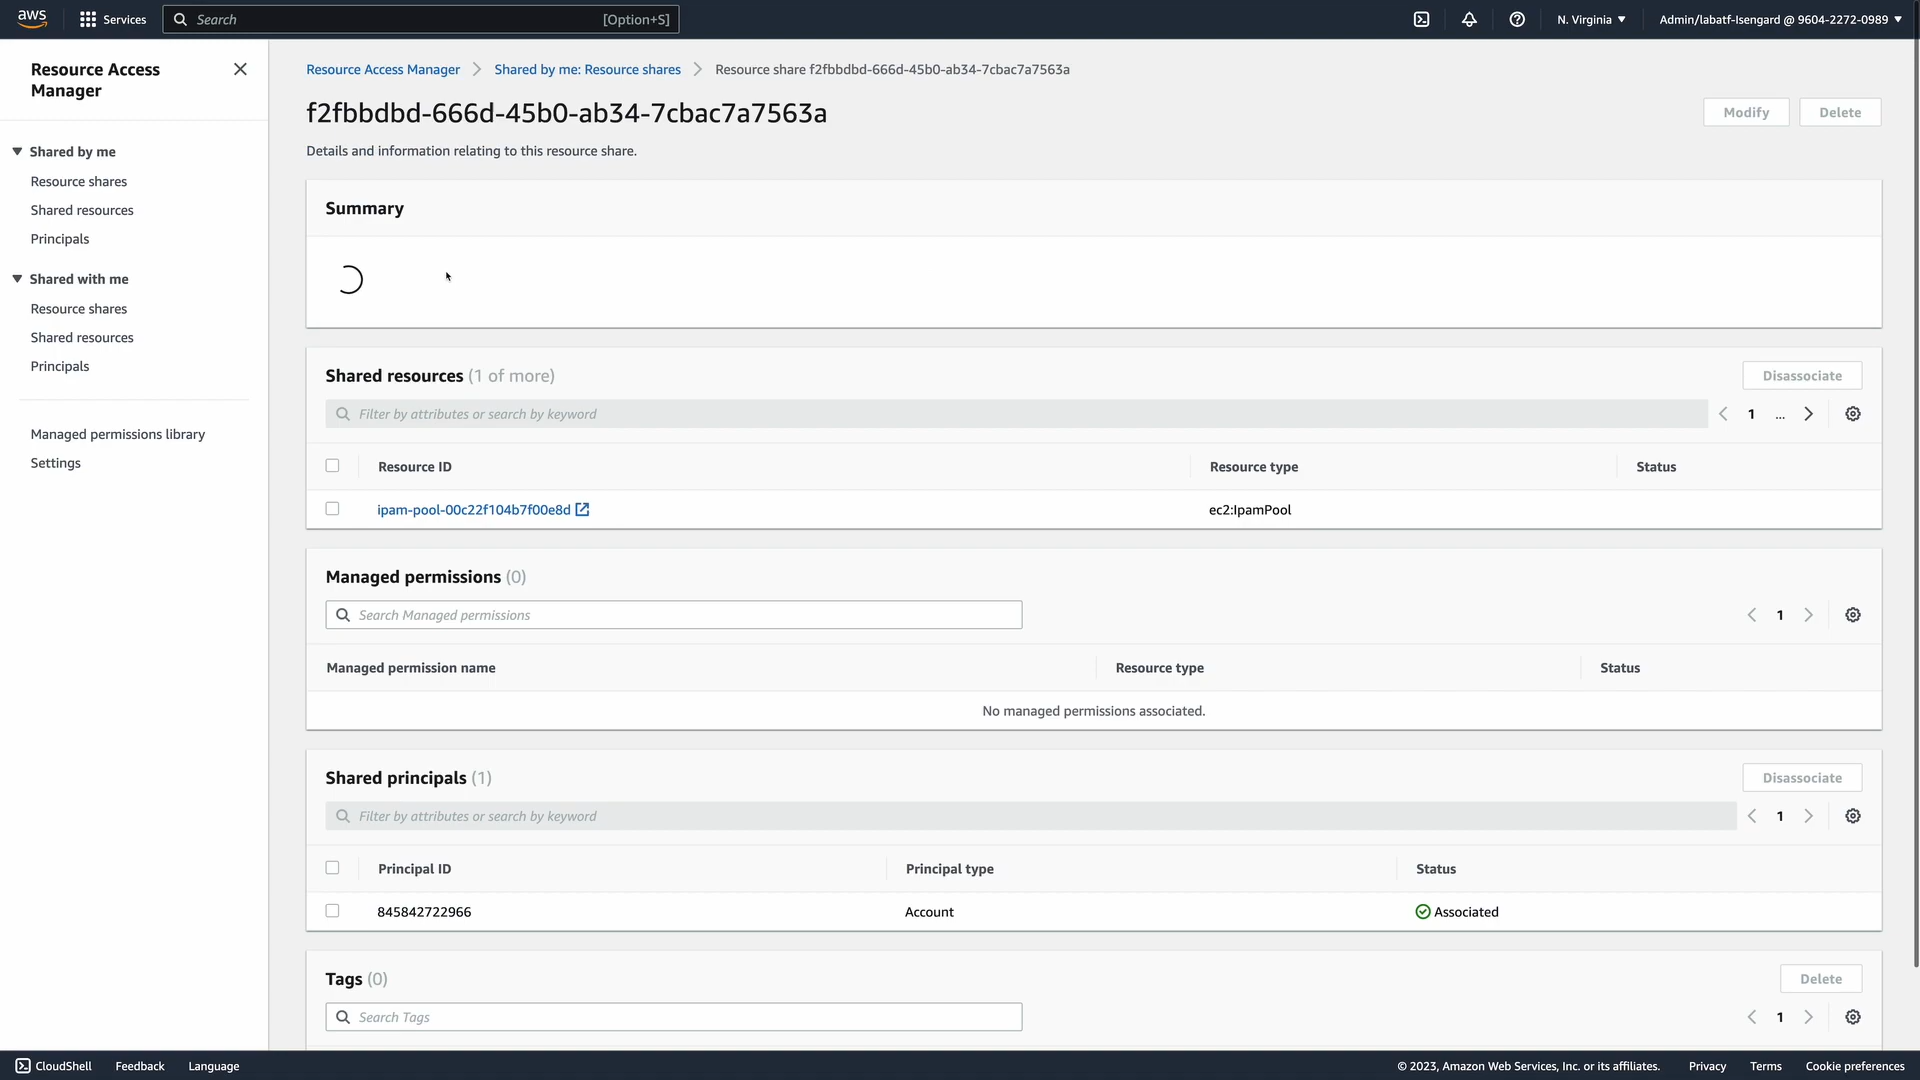 aws
Services
Search
[Option+S]
N. Virginia
Admin/labatf-Isengard @ 9604-2272-0989
Resource Access Manager
Shared by me
Resource shares
Shared resources
Principals
Shared with me
Resource shares
Shared resources
Principals
Managed permissions library
Settings
Resource Access Manager
Shared by me: Resource shares
Resource share f2fbbdbd-666d-45b0-ab34-7cbac7a7563a
f2fbbdbd-666d-45b0-ab34-7cbac7a7563a
Modify
Delete
Details and information relating to this resource share.
Summary
Shared resources (1 of more)
Disassociate
Filter by attributes or search by keyword
1 ...
Resource ID
Resource type
Status
ipam-pool-00c22f104b7f00e8d
ec2:IpamPool
Managed permissions (0)
Search Managed permissions
1
Managed permission name
Resource type
Status
No managed permissions associated.
Shared principals (1)
Disassociate
Filter by attributes or search by keyword
1
Principal ID
Principal type
Status
845842722966
Account
Associated
Tags (0)
Delete
Search Tags
1
CloudShell
Feedback
Language
© 2023, Amazon Web Services, Inc. or its affiliates.
Privacy
Terms
Cookie preferences